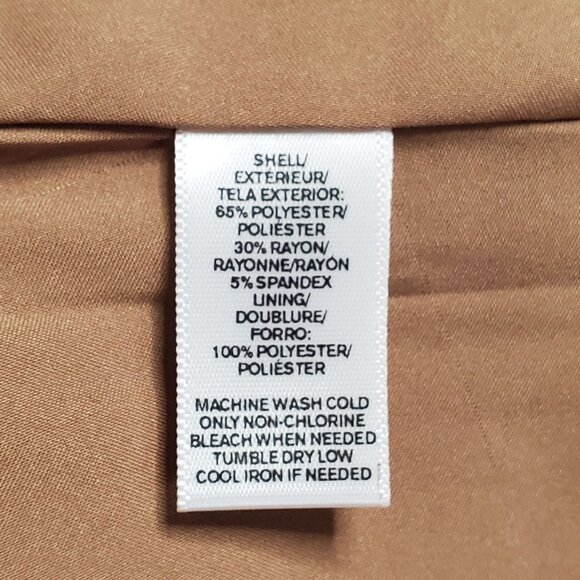 SHELL/
EXTÉRIEUR/
TELA EXTERIOR:
65% POLYESTER/
POLIÉSTER
30% RAYON/
RAYONNE/RAYÓN
5% SPANDEX
LINING/
DOUBLURE/
FORRO:
100% POLYESTER/
POLIÉSTER
MACHINE WASH COLD
ONLY NON-CHLORINE
BLEACH WHEN NEEDED
TUMBLE DRY LOW
COOL IRON IF NEEDED